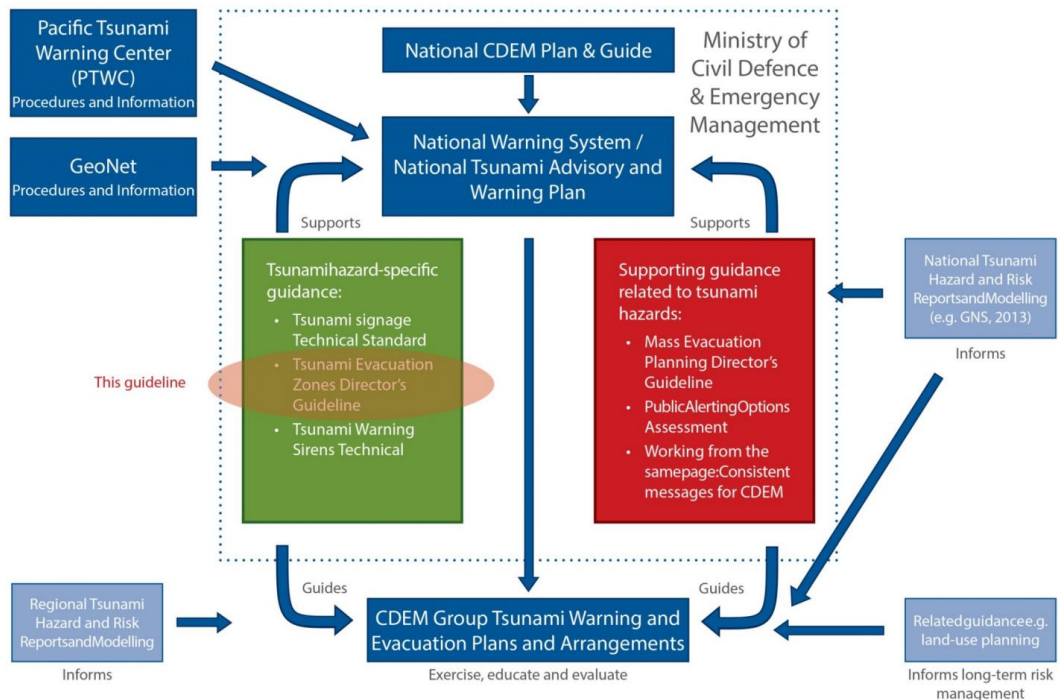 Pacific Tsunami
Warning Center
(PTWC)
Procedures and Information
National CDEM Plan & Guide
Ministry of
Civil Defence
& Emergency
Management
GeoNet
Procedures and Information
National Warning System /
National Tsunami Advisory and
Warning Plan
Supports
Supports
Tsunamihazard-specific
guidance:
• Tsunami signage
Technical Standard
• Tsunami Evacuation
Zones Director's
Guideline
• Tsunami Warning
Sirens Technical
This guideline
Supporting guidance
related to tsunami
hazards:
• Mass Evacuation
Planning Director's
Guideline
• PublicAlertingOptions
Assessment
• Working from the
samepage:Consistent
messages for CDEM
National Tsunami
Hazard and Risk
ReportsandModelling
(e.g. GNS, 2013)
Informs
Guides
Guides
Regional Tsunami
Hazard and Risk
ReportsandModelling
Informs
CDEM Group Tsunami Warning and
Evacuation Plans and Arrangements
Exercise, educate and evaluate
Relatedguidancee.g.
land-use planning
Informs long-term risk
management